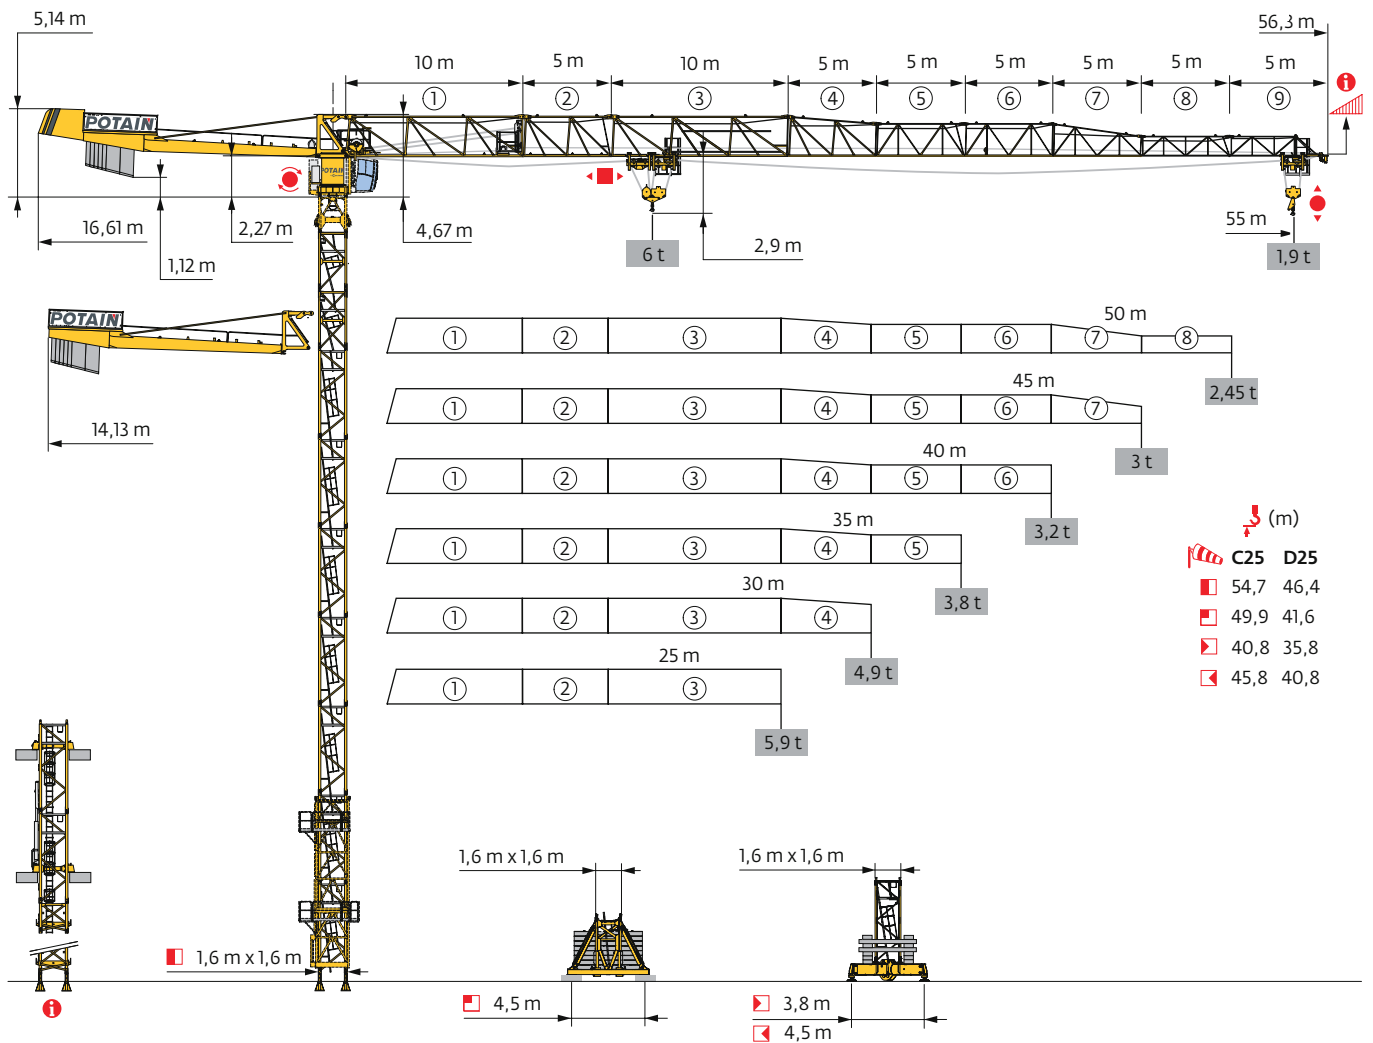 5,14 m
56,3 m
10 m
5 m
10 m
5 m
5 m
5 m
5 m
5 m
5 m
1
2
3
4
5
6
7
8
9
i
POTAIN
POTAIN
16,61 m
2,27 m
4,67 m
1,12 m
2,9 m
55 m
6 t
1,9 t
POTAIN
14,13 m
50 m
1 2 3 4 5 6 7 8
2,45 t
45 m
1 2 3 4 5 6 7
3 t
40 m
1 2 3 4 5 6
3,2 t
35 m
1 2 3 4 5
3,8 t
30 m
1 2 3 4
4,9 t
25 m
1 2 3
5,9 t
(m)
C25 D25
54,7 46,4
49,9 41,6
40,8 35,8
45,8 40,8
1,6 m x 1,6 m
1,6 m x 1,6 m
1,6 m x 1,6 m
4,5 m
3,8 m
4,5 m
i